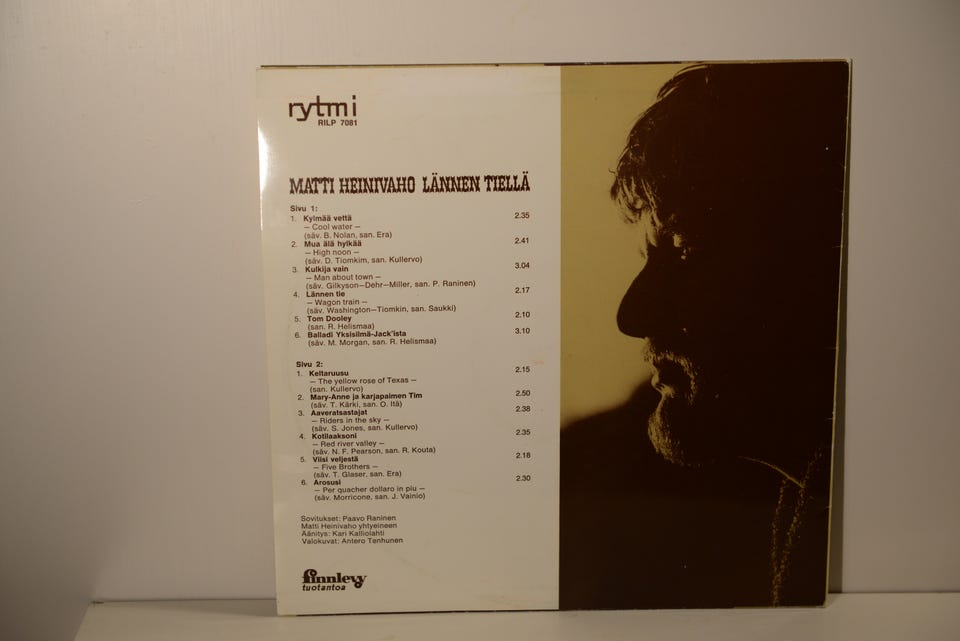 rytmi
RILP 7081
MATTI HEINIVAHO LÄNNEN TIELLÄ
Sivu 1:
1. Kylmää vettä 2.35
— Cool water —
(säv. B. Nolan, san. Era)
2. Mua älä hylkää 2.41
— High noon —
(säv. D. Tiomkim, san. Kullervo)
3. Kulkija vain 3.04
— Man about town —
(säv. Gilkyson—Dehr—Miller, san. P. Raninen)
4. Lännen tie 2.17
— Wagon train —
(säv. Washington—Tiomkin, san. Saukki)
5. Tom Dooley 2.10
(san. R. Helismaa)
6. Balladi Yksisilmä-Jack'ista 3.10
(säv. M. Morgan, san. R. Helismaa)
Sivu 2:
1. Keltaruusu 2.15
— The yellow rose of Texas —
(san. Kullervo)
2. Mary-Anne ja karjapaimen Tim 2.50
(säv. T. Kärki, san. O. Itä)
3. Aaveratsastajat 2.38
— Riders in the sky —
(säv. S. Jones, san. Kullervo)
4. Kotilaaksoni 2.35
— Red river valley —
(säv. N. F. Pearson, san. R. Kouta)
5. Viisi veljestä 2.18
— Five Brothers —
(säv. T. Glaser, san. Era)
6. Arosusi 2.30
— Per quacher dollaro in piu —
(säv. Morricone, san. J. Vainio)
Sovitukset: Paavo Raninen
Matti Heinivaho yhtyeineen
Äänitys: Kari Kalliolahti
Valokuvat: Antero Tenhunen
finnlevy
tuotantoa